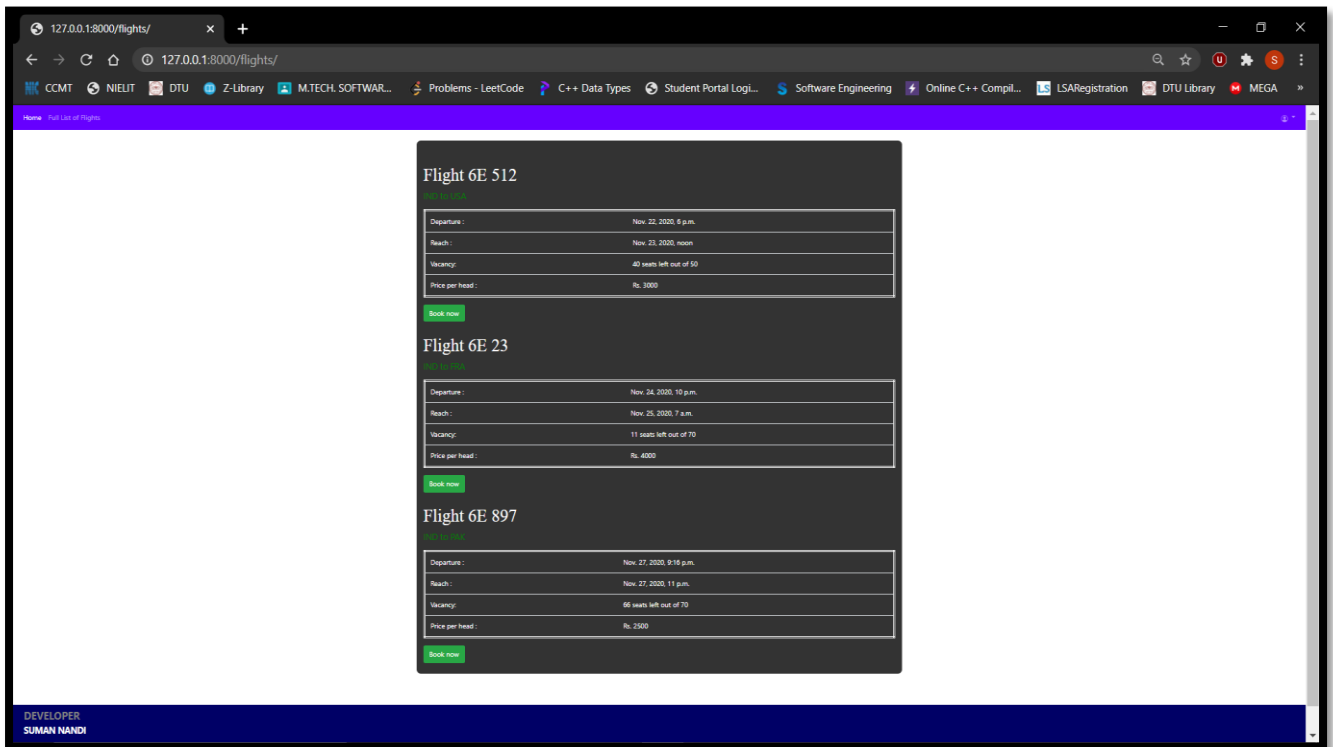 127.0.0.1:8000/flights/
127.0.0.1:8000/flights/
CCMT NIELIT DTU Z-Library M.TECH. SOFTWAR... Problems - LeetCode C++ Data Types Student Portal Logi... Software Engineering Online C++ Compil... LS LSARegistration DTU Library MEGA »
Home Full List of Flights
Flight 6E 512
IND to USA
Departure : Nov. 22, 2020, 6 p.m.
Reach : Nov. 23, 2020, noon
Vacancy: 40 seats left out of 50
Price per head : Rs. 3000
Book now
Flight 6E 23
IND to FRA
Departure : Nov. 24, 2020, 10 p.m.
Reach : Nov. 25, 2020, 7 a.m.
Vacancy: 11 seats left out of 70
Price per head : Rs. 4000
Book now
Flight 6E 897
IND to PAK
Departure : Nov. 27, 2020, 9:16 p.m.
Reach : Nov. 27, 2020, 11 p.m.
Vacancy: 66 seats left out of 70
Price per head : Rs. 2500
Book now
DEVELOPER
SUMAN NANDI